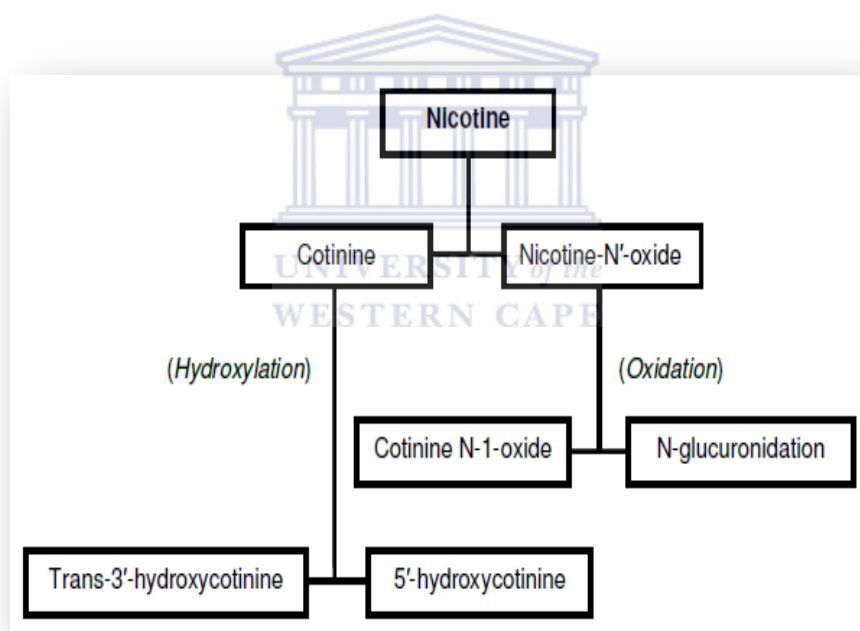 Nicotine
Cotinine
Nicotine-N′-oxide
UNIVERSITY of the
WESTERN CAPE
(Hydroxylation)
(Oxidation)
Cotinine N-1-oxide
N-glucuronidation
Trans-3′-hydroxycotinine
5′-hydroxycotinine